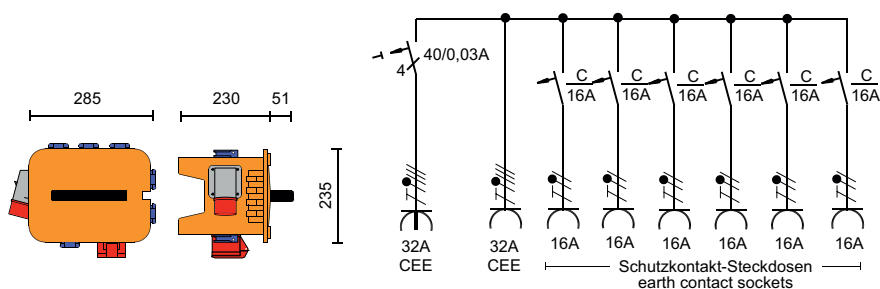 285
230
51
235
40/0,03A
4
C
16A
C
16A
C
16A
C
16A
C
16A
C
16A
32A
CEE
32A
CEE
16A
16A
16A
16A
16A
16A
Schutzkontakt-Steckdosen
earth contact sockets